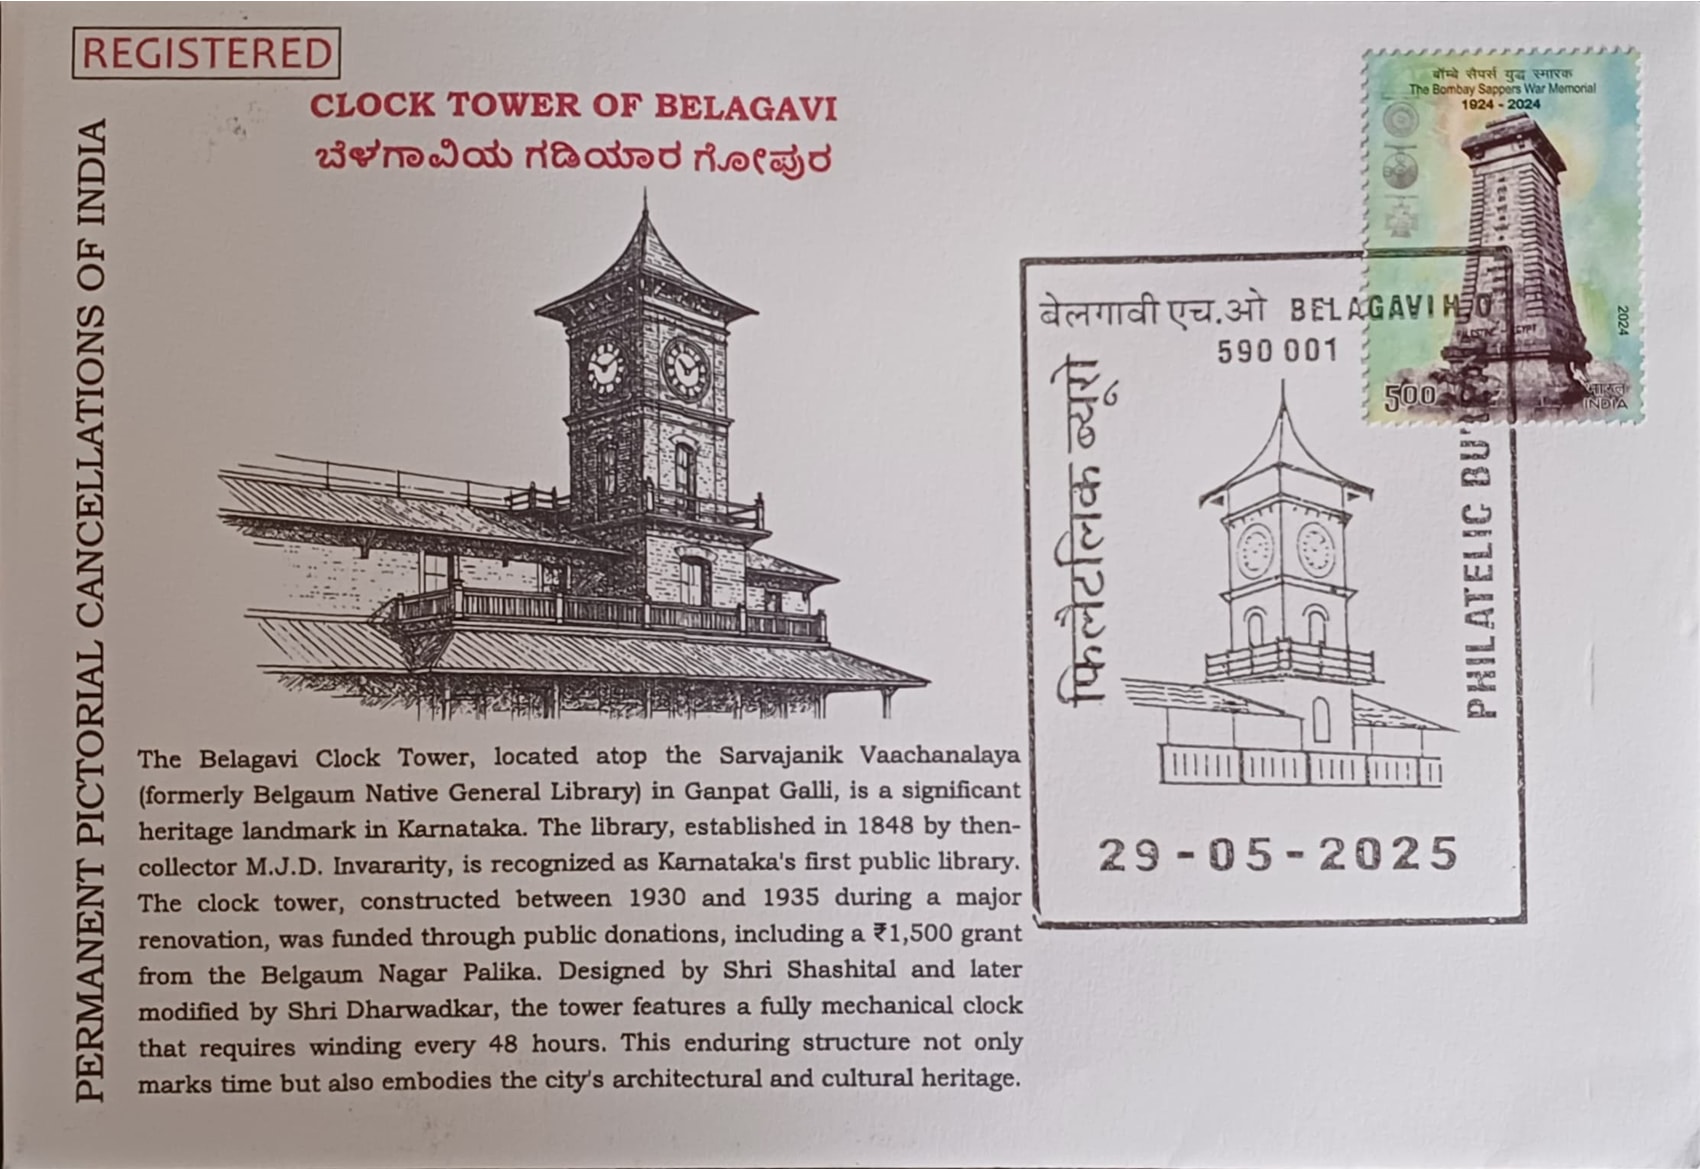 REGISTERED
CLOCK TOWER OF BELAGAVI
ಬೆಳಗಾವಿಯ ಗಡಿಯಾರ ಗೋಪುರ
PERMANENT PICTORIAL CANCELLATIONS OF INDIA
बॉम्बे सैपर्स युद्ध स्मारक
The Bombay Sappers War Memorial
1924 - 2024
2024
500
भारत
INDIA
बेलगावी एच.ओ BELAGAVI H.O
590 001
फिलैटलिक ब्यूरो
PHILATELIC
29-05-2025
The Belagavi Clock Tower, located atop the Sarvajanik Vaachanalaya
(formerly Belgaum Native General Library) in Ganpat Galli, is a significant
heritage landmark in Karnataka. The library, established in 1848 by then-
collector M.J.D. Invararity, is recognized as Karnataka's first public library.
The clock tower, constructed between 1930 and 1935 during a major
renovation, was funded through public donations, including a ₹1,500 grant
from the Belgaum Nagar Palika. Designed by Shri Shashital and later
modified by Shri Dharwadkar, the tower features a fully mechanical clock
that requires winding every 48 hours. This enduring structure not only
marks time but also embodies the city's architectural and cultural heritage.